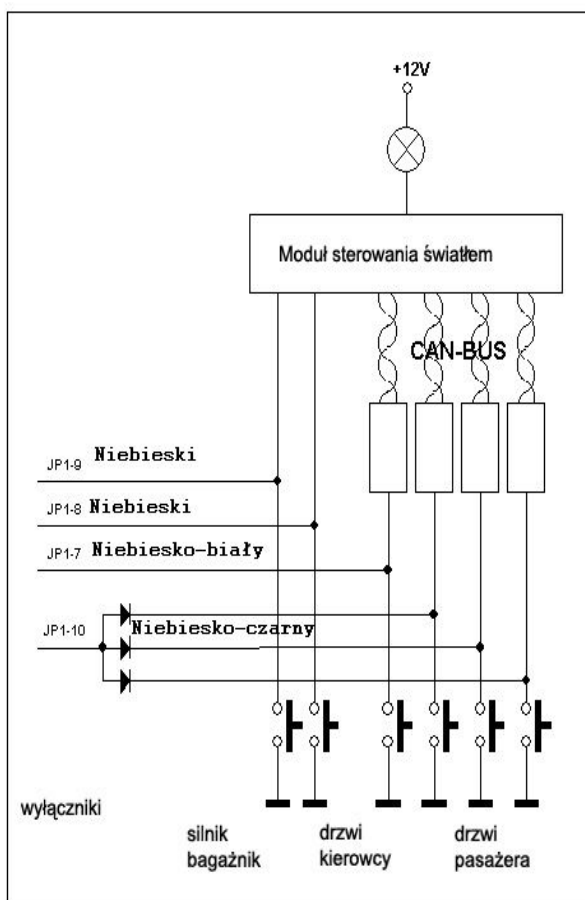 +12V
Moduł sterowania światłem
CAN-BUS
JP1-9 Niebieski
JP1-8 Niebieski
JP1-7 Niebiesko-biały
JP1-10 Niebiesko-czarny
wyłączniki
silnik
bagażnik
drzwi
kierowcy
drzwi
pasażera